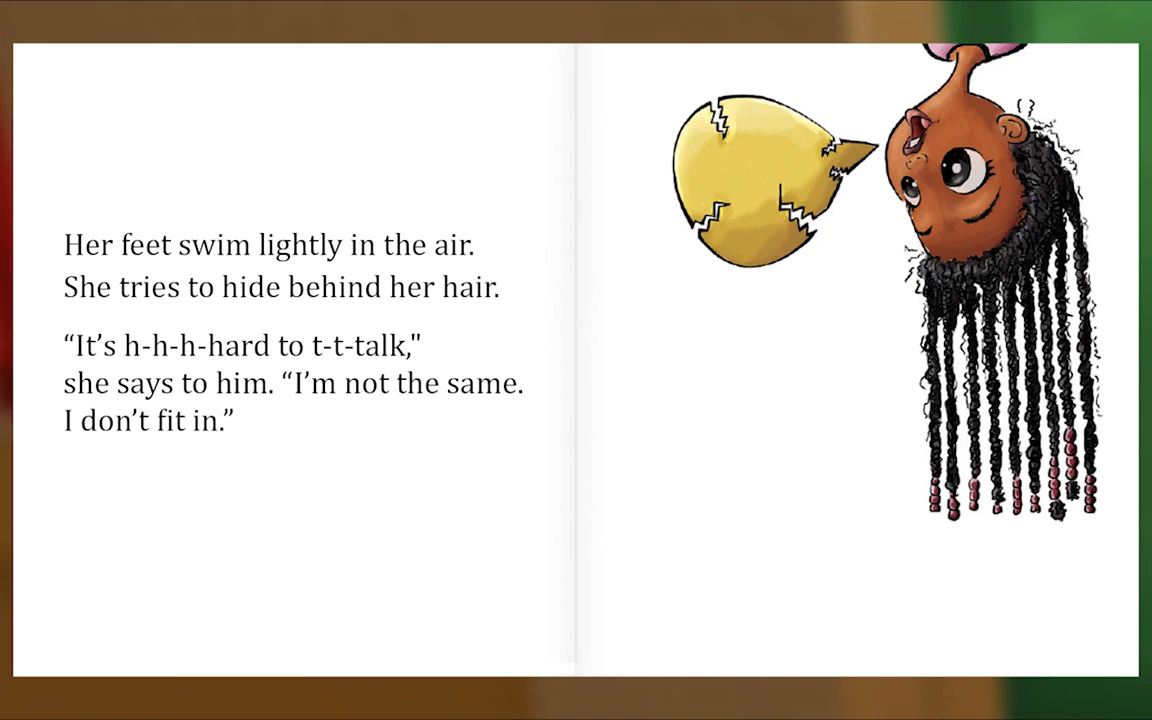 Her feet swim lightly in the air.
She tries to hide behind her hair.
“It’s h-h-h-hard to t-t-talk,"
she says to him. “I’m not the same.
I don’t fit in.”